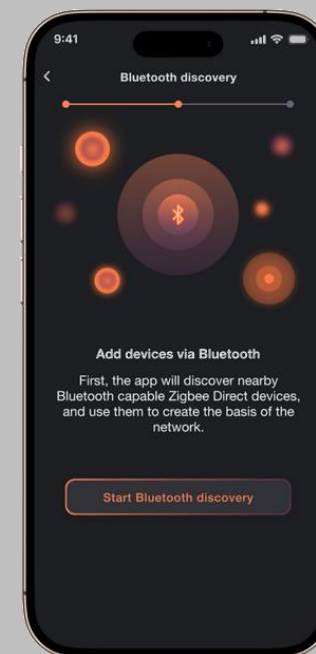 9:41
Bluetooth discovery
Add devices via Bluetooth
First, the app will discover nearby
Bluetooth capable Zigbee Direct devices,
and use them to create the basis of the
network.
Start Bluetooth discovery